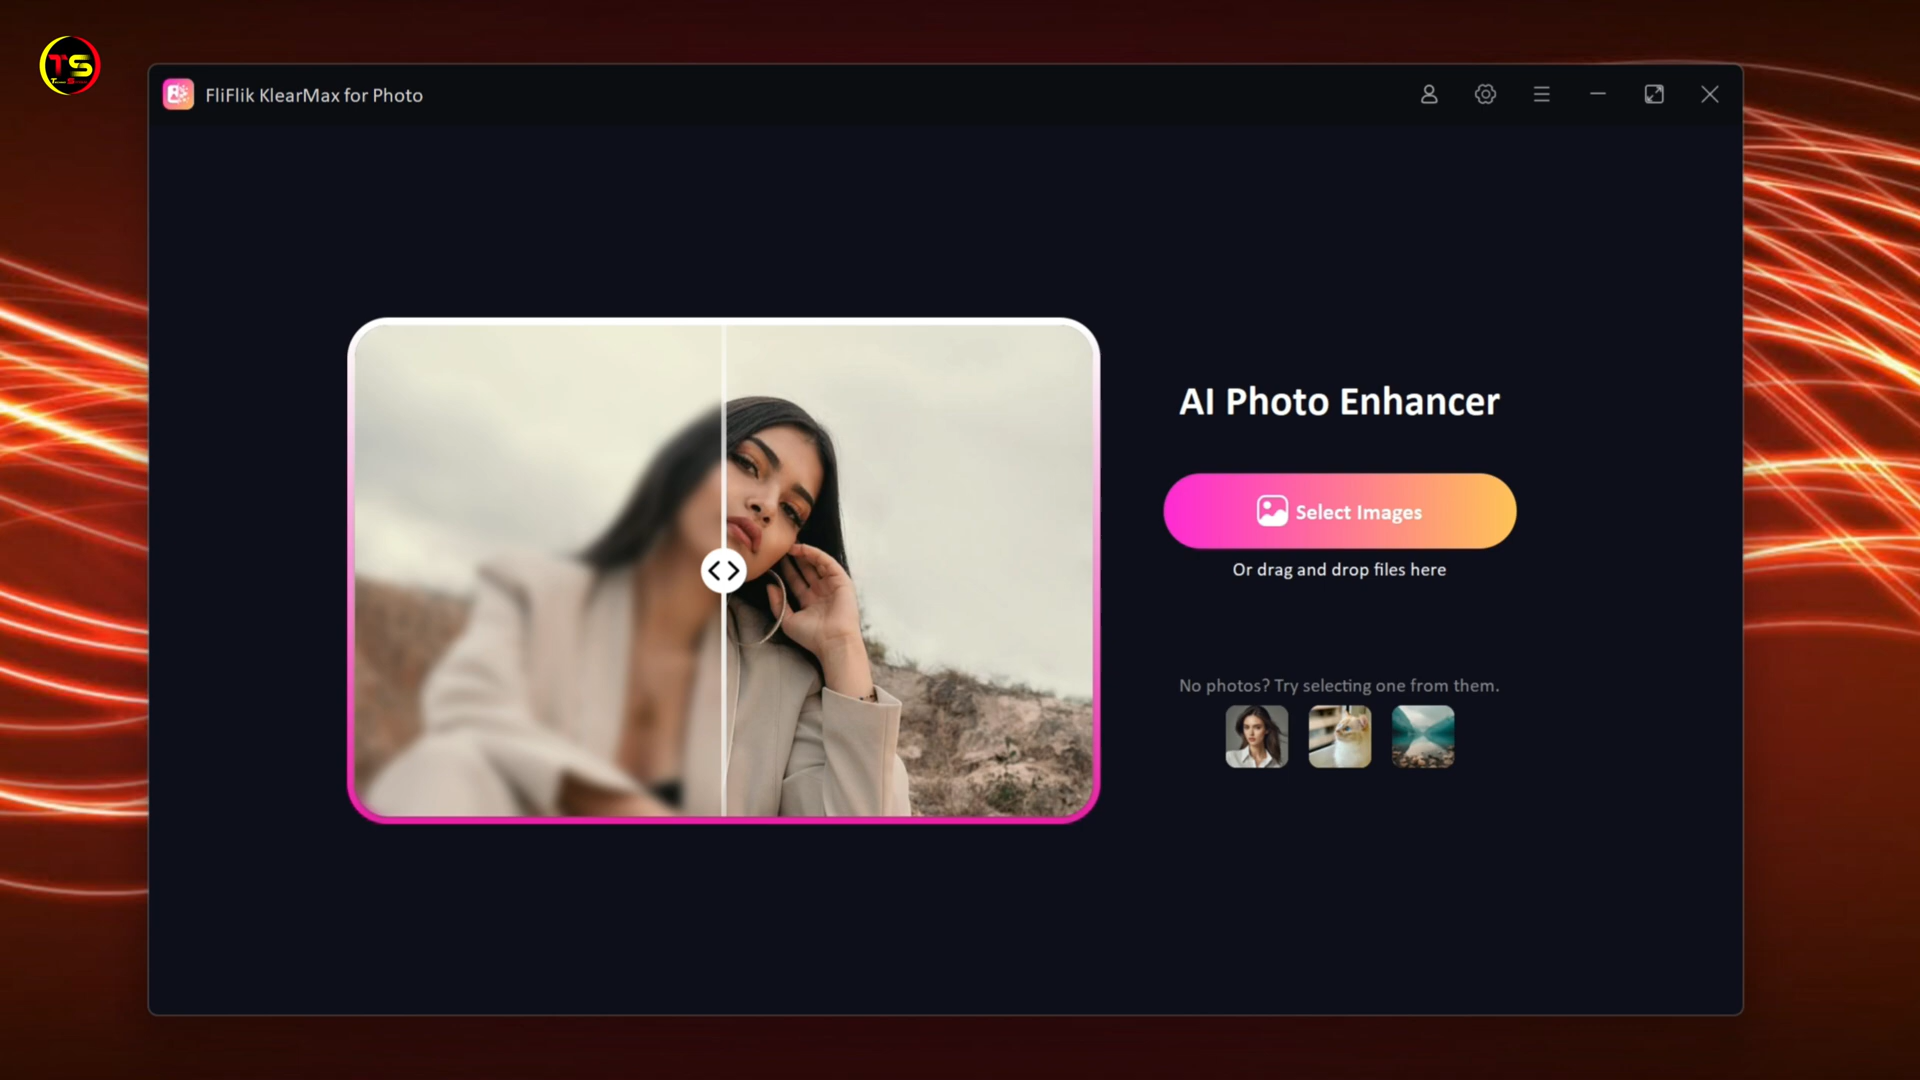 TS
FliFlik KlearMax for Photo
AI Photo Enhancer
Select Images
Or drag and drop files here
No photos? Try selecting one from them.